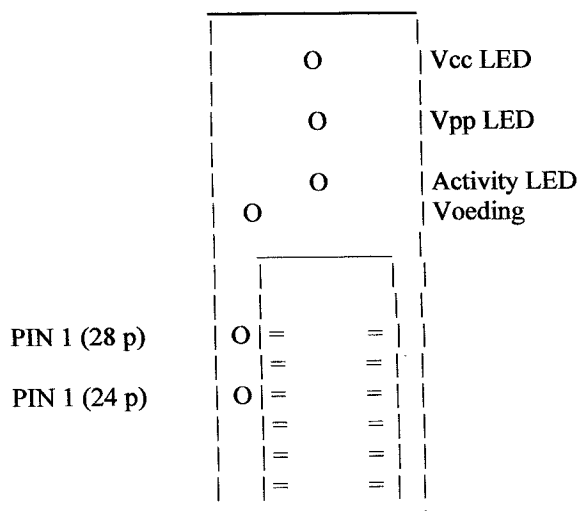 O Vcc LED
O Vpp LED
O Activity LED
O Voeding
PIN 1 (28 p) O = =
= =
PIN 1 (24 p) O = =
= =
= =
= =